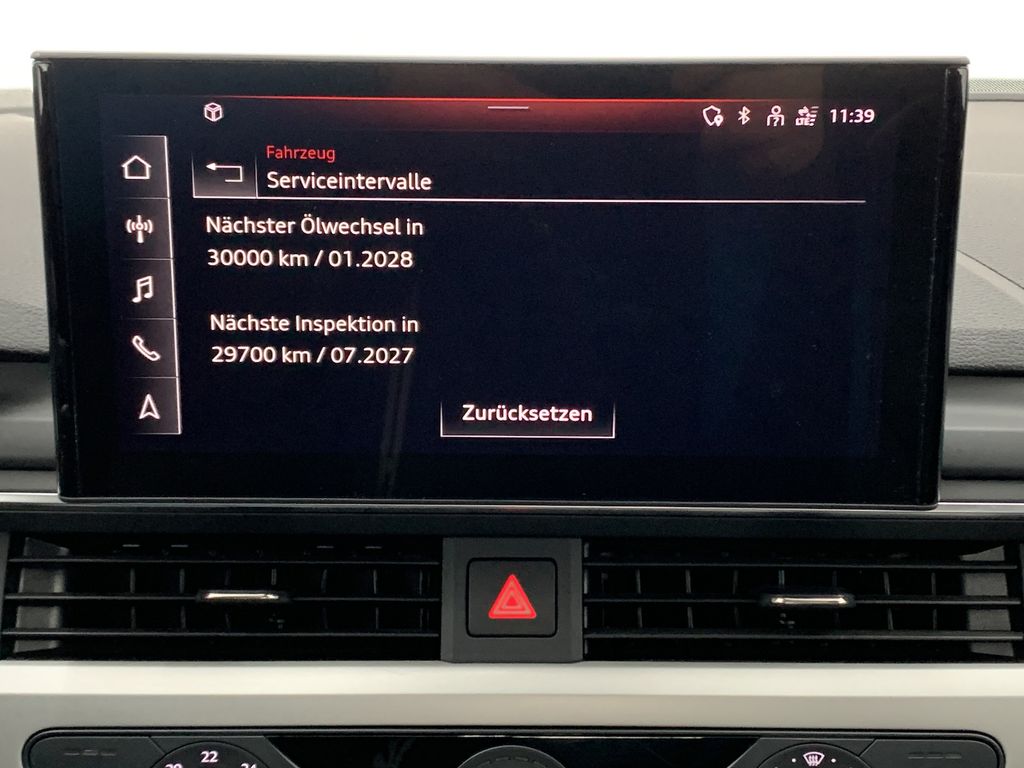 LTE
11:39
Fahrzeug
Serviceintervalle
Nächster Ölwechsel in
30000 km / 01.2028
Nächste Inspektion in
29700 km / 07.2027
Zurücksetzen
22